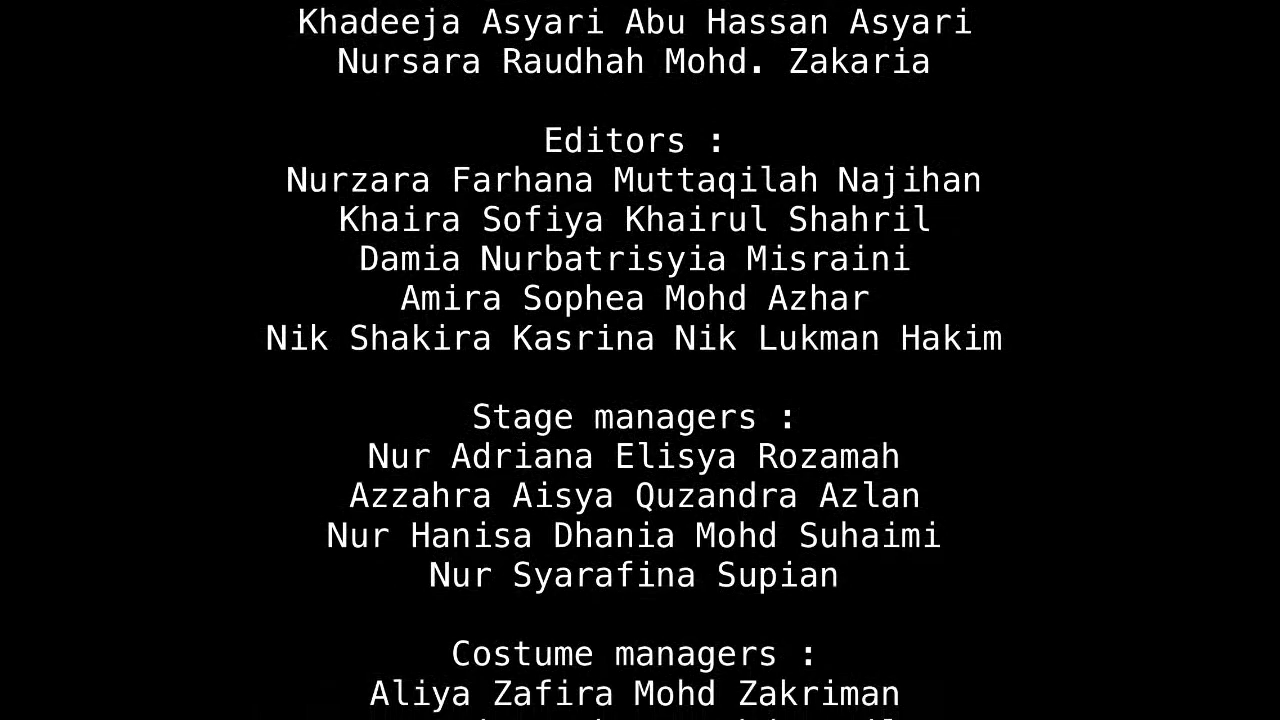 Khadeeja Asyari Abu Hassan Asyari
Nursara Raudhah Mohd. Zakaria
Editors :
Nurzara Farhana Muttaqilah Najihan
Khaira Sofiya Khairul Shahril
Damia Nurbatrisyia Misraini
Amira Sophea Mohd Azhar
Nik Shakira Kasrina Nik Lukman Hakim
Stage managers :
Nur Adriana Elisya Rozamah
Azzahra Aisya Quzandra Azlan
Nur Hanisa Dhania Mohd Suhaimi
Nur Syarafina Supian
Costume managers :
Aliya Zafira Mohd Zakriman